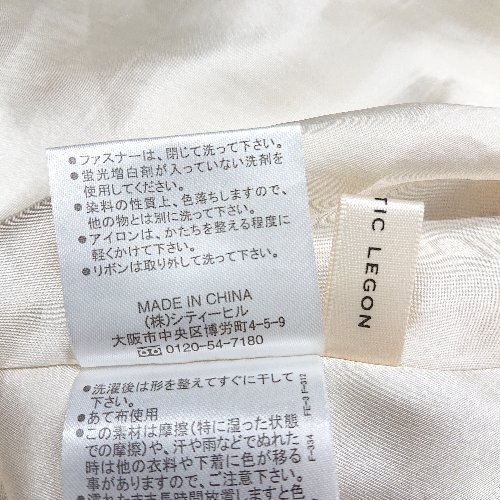 ●ファスナーは、閉じて洗って下さい。
●蛍光増白剤が入っていない洗剤を
使用してください。
●染料の性質上、色落ちしますので、
他の物とは別に洗って下さい。
●アイロンは、かたちを整える程度に
軽くかけて下さい。
●リボンは取り外して洗って下さい。
MADE IN CHINA
(株)シティーヒル
大阪市中央区博労町4-5-9
0120-54-7180
TIC LEGON
●洗濯後は形を整えてすぐに干して
下さい。
●あて布使用
●この素材は摩擦(特に湿った状態
での摩擦)や、汗や雨などでぬれた
時は他の衣料や下着に色が移る
事がありますので、ご注意下さい。